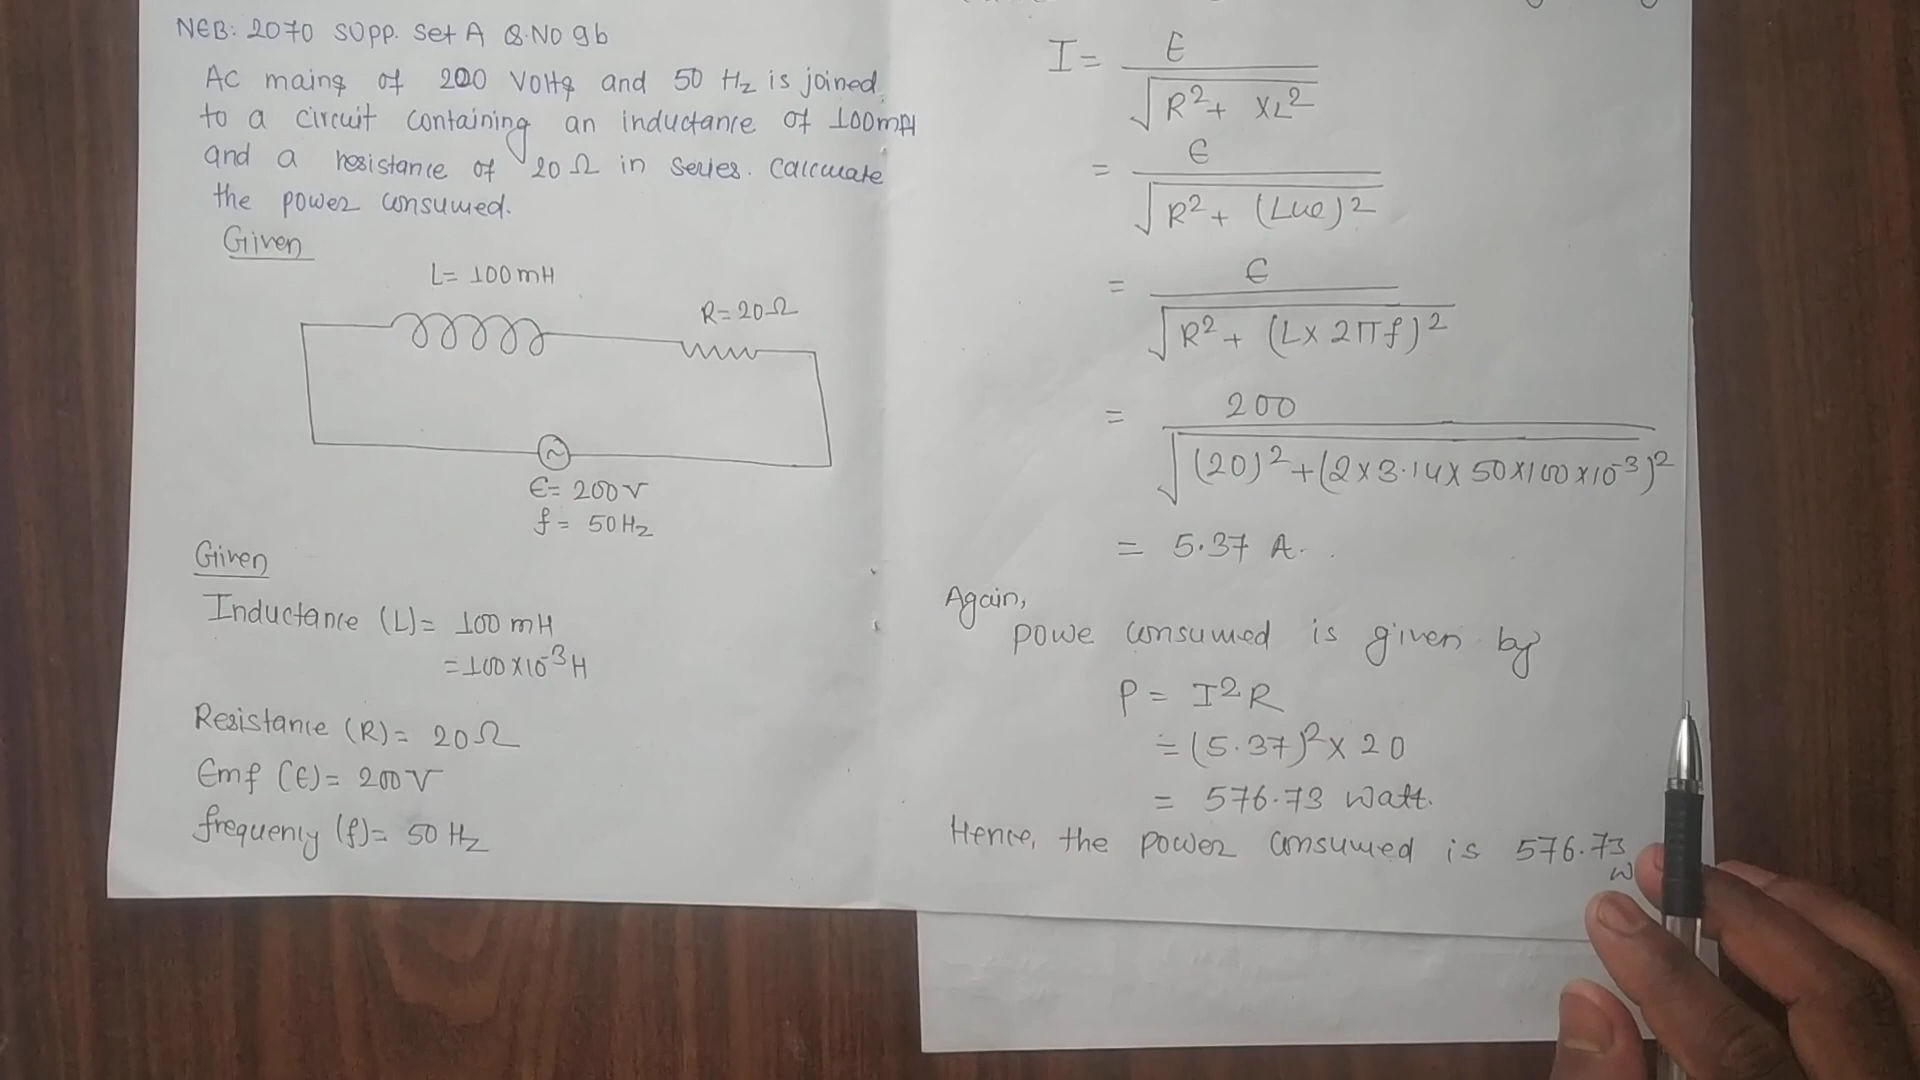 NEB: 2070 SUPP. Set A Q.NO 9b
AC mains of 200 Volts and 50 Hz is joined
to a circuit containing an inductance of 100mH
and a resistance of 20 Ω in series. Calculate
the power consumed.
Given
L= 100 mH
R= 20Ω
~
E= 200V
f = 50 Hz
Given
Inductance (L)= 100 mH
= 100 X10-3 H
Resistance (R)= 20Ω
Emf (E)= 200V
frequency (f)= 50 Hz
I= E / √R² + XL²
= E / √R² + (Lω)²
= E / √R² + (L× 2πf)²
= 200 / √(20)² + (2×3.14× 50×100×10-3)²
= 5.37 A.
Again,
powe consumed is given by
P = I²R
= (5.37)² × 20
= 576.73 watt.
Hence, the power consumed is 576.73
W